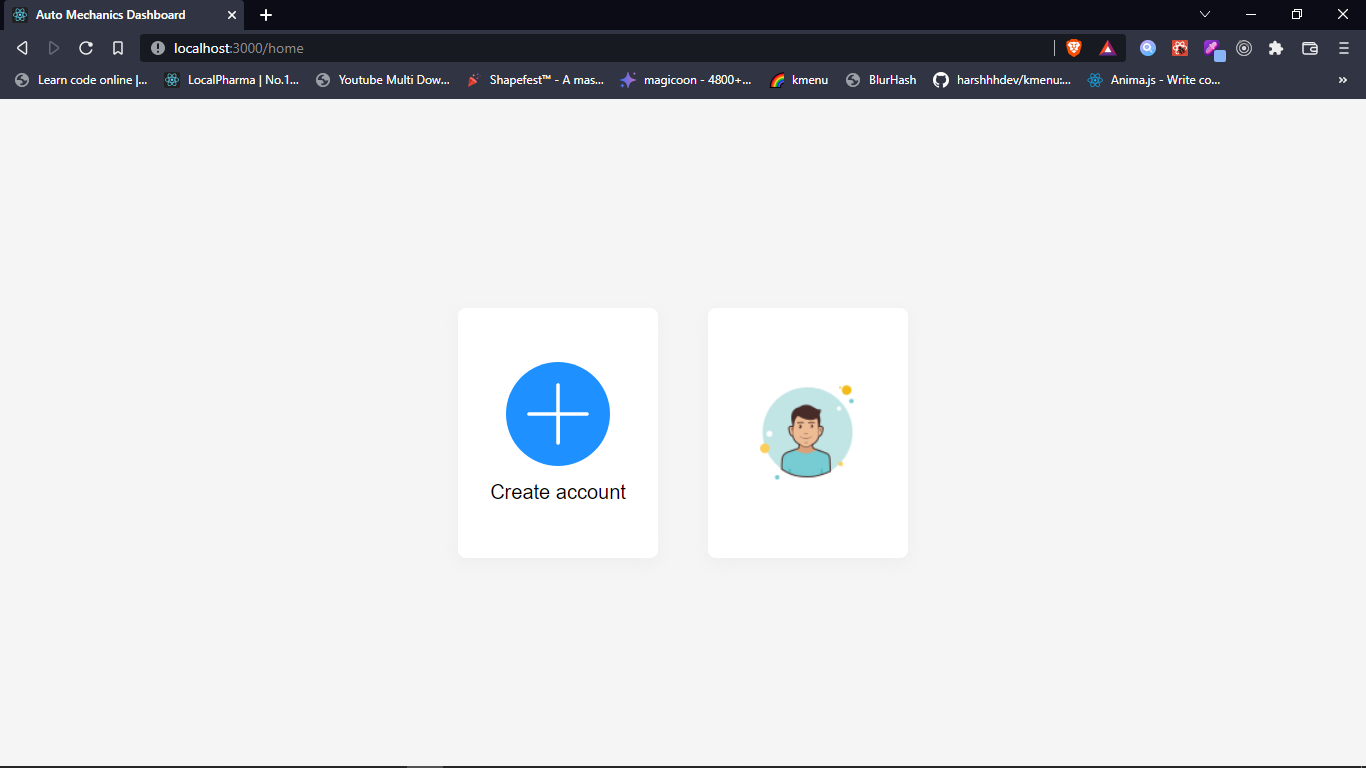 Auto Mechanics Dashboard
localhost:3000/home
Learn code online |... LocalPharma | No.1... Youtube Multi Dow... Shapefest™ - A mas... magicoon - 4800+... kmenu BlurHash harshhhdev/kmenu:... Anima.js - Write co... »
Create account